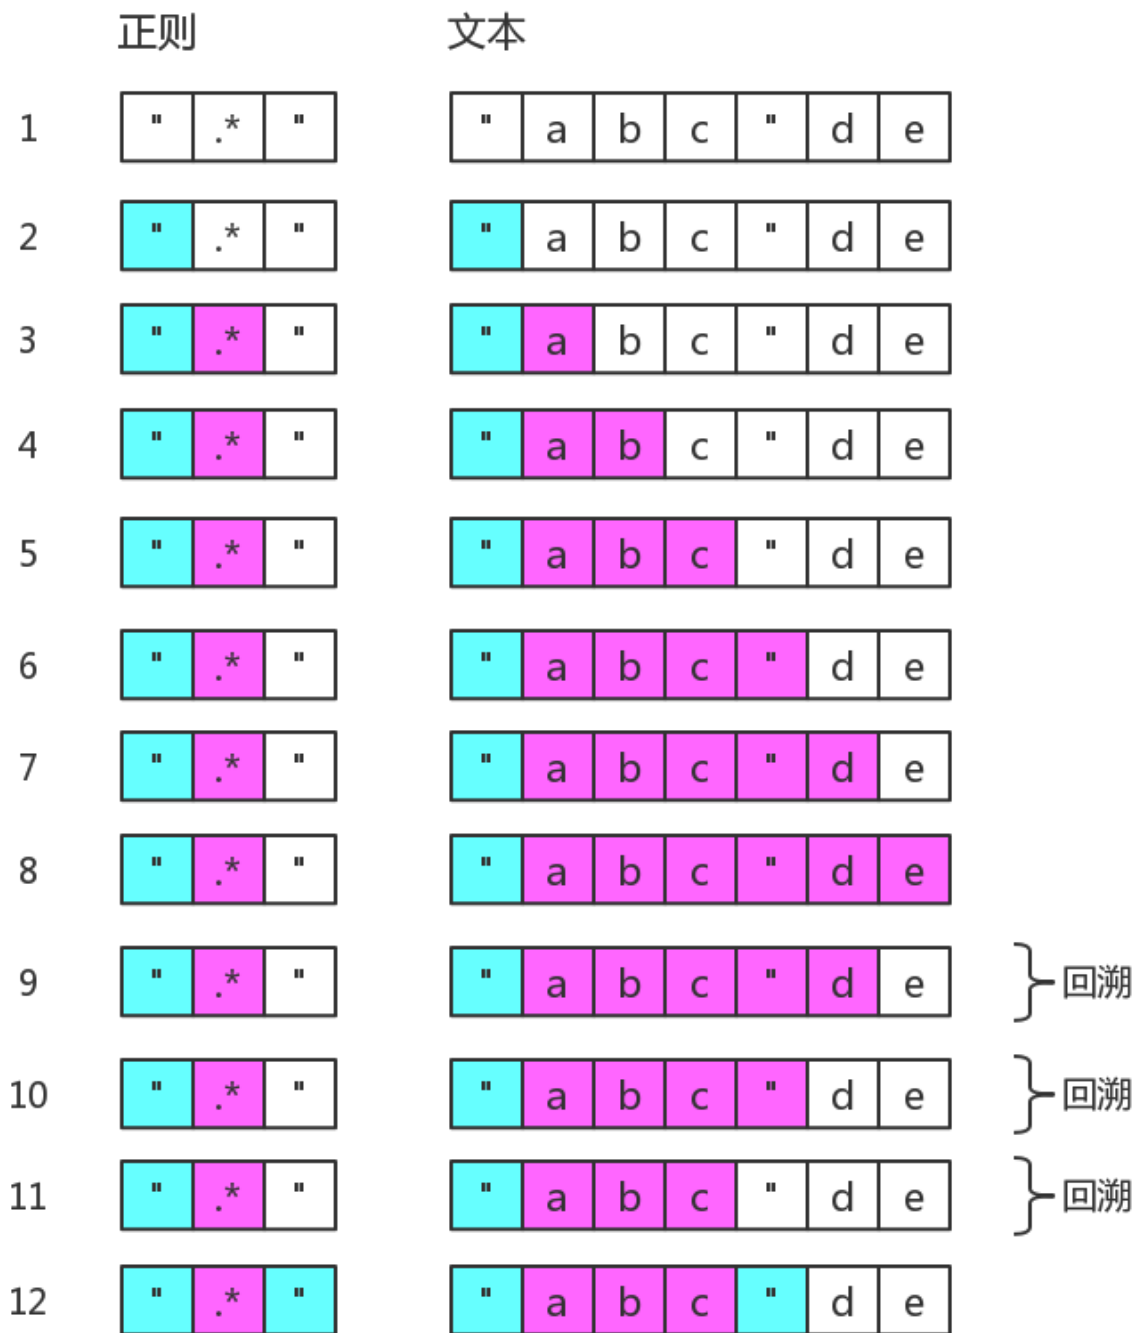 正则 文本
1 " .* " " a b c " d e
2 " .* " " a b c " d e
3 " .* " " a b c " d e
4 " .* " " a b c " d e
5 " .* " " a b c " d e
6 " .* " " a b c " d e
7 " .* " " a b c " d e
8 " .* " " a b c " d e
9 " .* " " a b c " d e 回溯
10 " .* " " a b c " d e 回溯
11 " .* " " a b c " d e 回溯
12 " .* " " a b c " d e